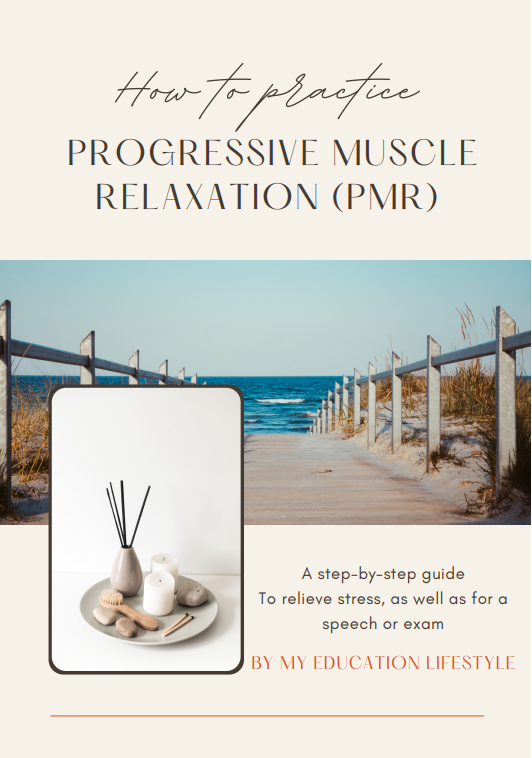 How to practice
PROGRESSIVE MUSCLE
RELAXATION (PMR)
A step-by-step guide
To relieve stress, as well as for a
speech or exam
BY MY EDUCATION LIFESTYLE